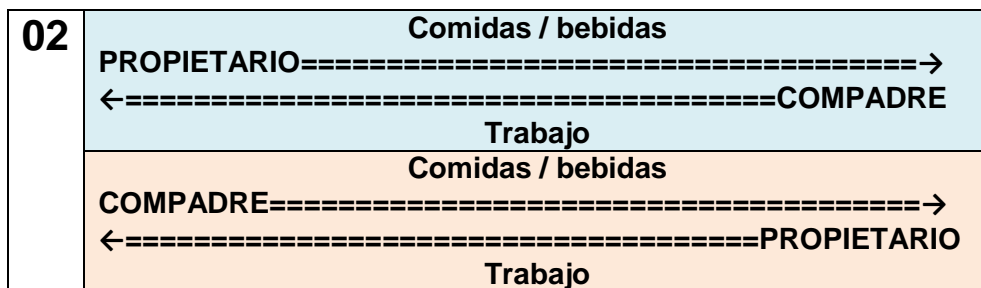 02
Comidas / bebidas
PROPIETARIO====================================→
←======================================COMPADRE
Trabajo
Comidas / bebidas
COMPADRE======================================→
←=====================================PROPIETARIO
Trabajo